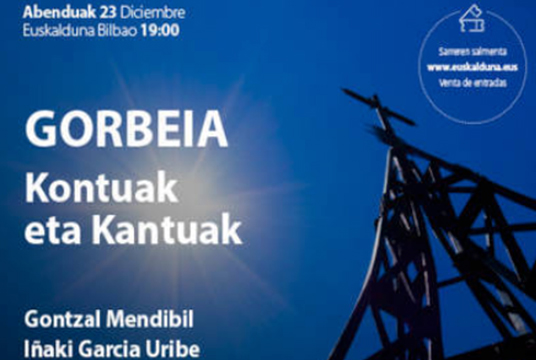 Abenduak 23 Diciembre
Euskalduna Bilbao 19:00
Sarreren salmenta
www.euskalduna.eus
Venta de entradas
GORBEIA
Kontuak
eta Kantuak
Gontzal Mendibil
Iñaki Garcia Uribe